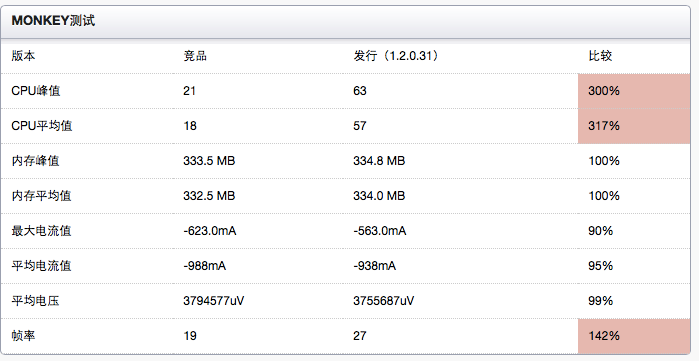 MONKEY测试
版本 竞品 发行（1.2.0.31） 比较
CPU峰值 21 63 300%
CPU平均值 18 57 317%
内存峰值 333.5 MB 334.8 MB 100%
内存平均值 332.5 MB 334.0 MB 100%
最大电流值 -623.0mA -563.0mA 90%
平均电流值 -988mA -938mA 95%
平均电压 3794577uV 3755687uV 99%
帧率 19 27 142%